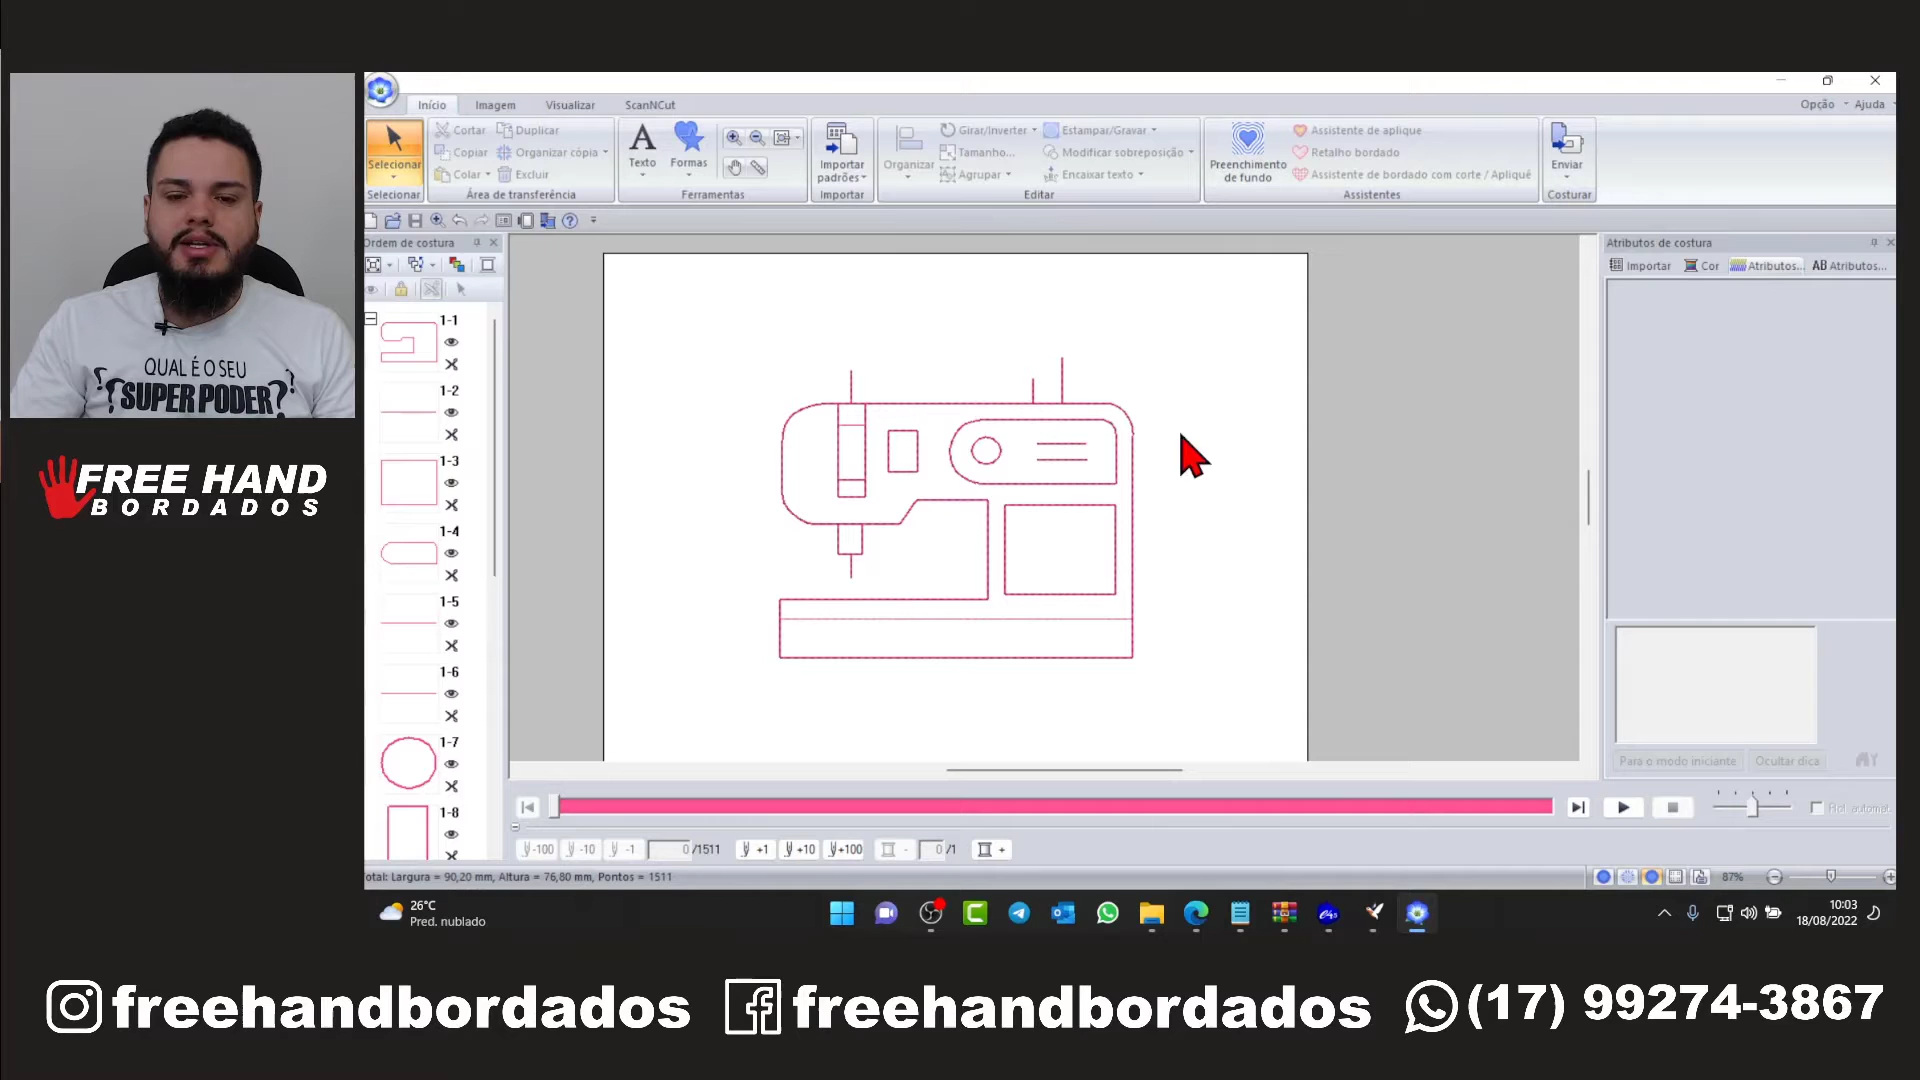 Início Imagem Visualizar ScanNCut
Opção Ajuda
Selecionar
Selecionar
Cortar Duplicar
Copiar Organizar cópia
Colar Excluir
Área de transferência
Texto Formas
Ferramentas
Importar
padrões
Importar
Organizar
Girar/Inverter Estampar/Gravar
Tamanho... Modificar sobreposição
Agrupar Encaixar texto
Editar
Preenchimento
de fundo
Assistente de aplique
Retalho bordado
Assistente de bordado com corte / Apliquê
Assistentes
Enviar
Costurar
Ordem de costura
1-1
1-2
1-3
1-4
1-5
1-6
1-7
1-8
Atributos de costura
Importar Cor Atributos... AB Atributos...
Para o modo iniciante Ocultar dica
-100 -10 -1 0 /1511 +1 +10 +100 - 0 /1 +
otal: Largura = 90,20 mm, Altura = 76,80 mm, Pontos = 1511
87%
26°C
Pred. nublado
10:03
18/08/2022
QUAL É O SEU
SUPER PODER?
FREE HAND
BORDADOS
freehandbordados freehandbordados (17) 99274-3867